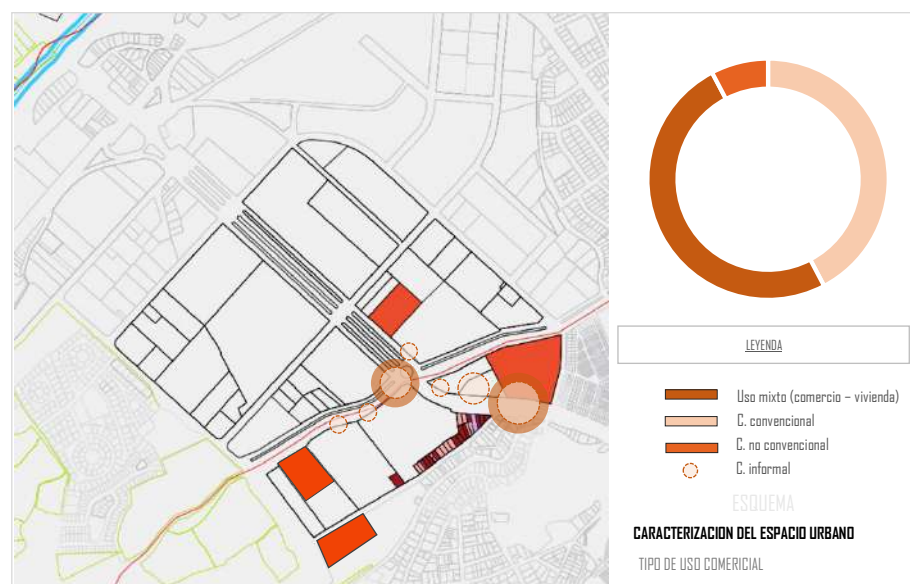 LEYENDA
Uso mixto (comercio – vivienda)
C. convencional
C. no convencional
C. informal
ESQUEMA
CARACTERIZACION DEL ESPACIO URBANO
TIPO DE USO COMERICIAL